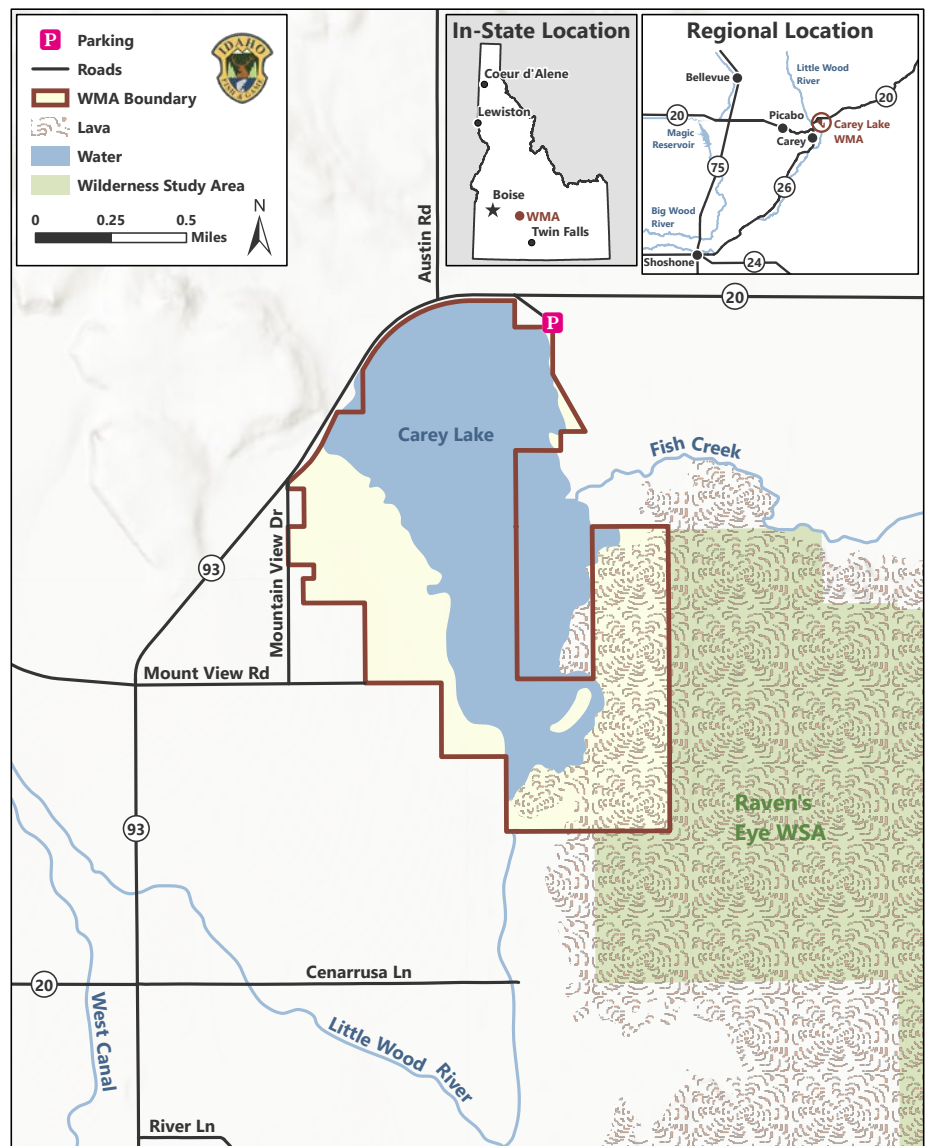 P Parking
Roads
WMA Boundary
Lava
Water
Wilderness Study Area
0 0.25 0.5
Miles
N
IDAHO
FISH & GAME
In-State Location
Coeur d'Alene
Lewiston
Boise
WMA
Twin Falls
Regional Location
Bellevue
Little Wood
River
20
20
Picabo
Carey Lake
WMA
Carey
Magic
Reservoir
75
26
Big Wood
River
Shoshone
24
Austin Rd
20
P
Carey Lake
Fish Creek
Mountain View Dr
93
Mount View Rd
Raven's
Eye WSA
93
Cenarrusa Ln
20
West Canal
Little Wood River
River Ln